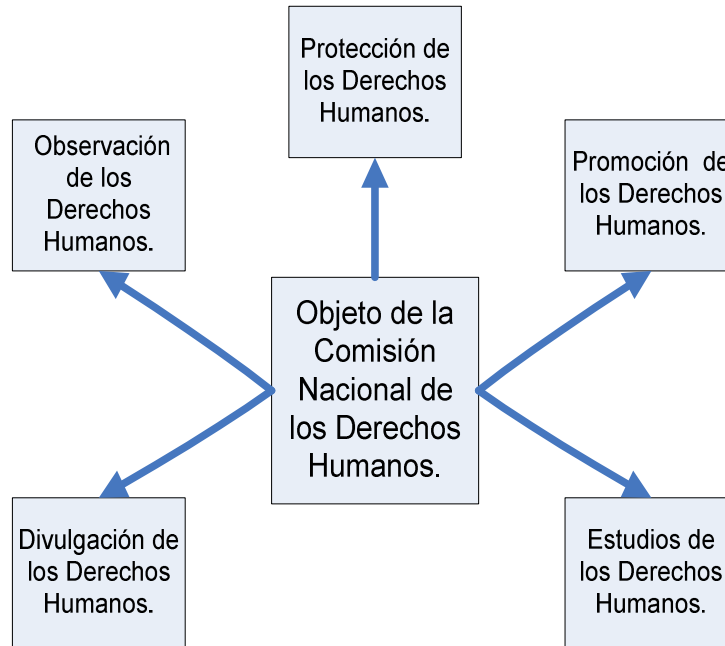 Protección de
los Derechos
Humanos.
Observación
de los
Derechos
Humanos.
Promoción de
los Derechos
Humanos.
Objeto de la
Comisión
Nacional de
los Derechos
Humanos.
Divulgación de
los Derechos
Humanos.
Estudios de
los Derechos
Humanos.